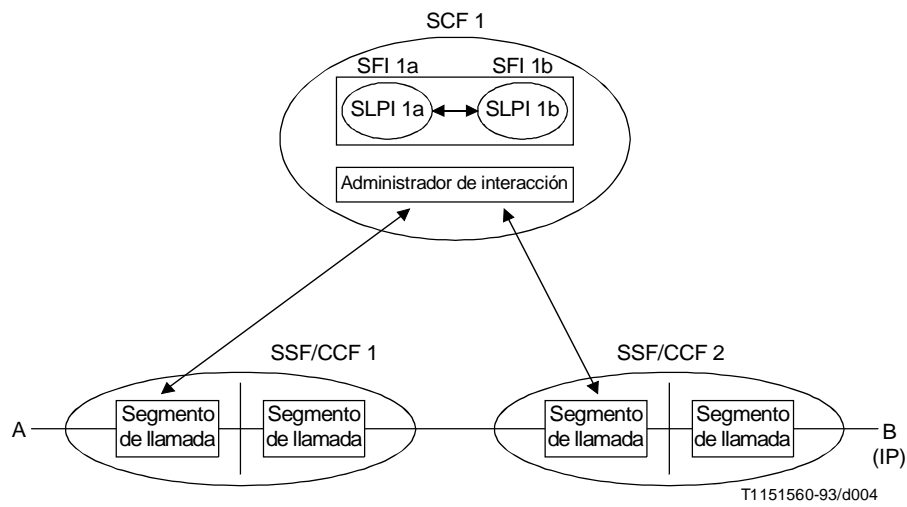 SCF 1
SFI 1a SFI 1b
SLPI 1a SLPI 1b
Administrador de interacción
SSF/CCF 1 SSF/CCF 2
Segmento de llamada
Segmento de llamada
Segmento de llamada
Segmento de llamada
A
B
(IP)
T1151560-93/d004